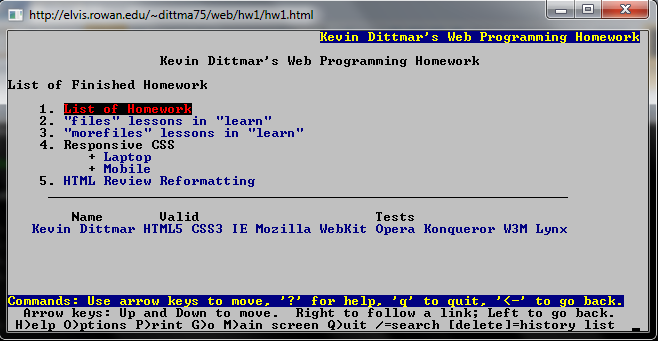 http://elvis.rowan.edu/~dittma75/web/hw1/hw1.html
Kevin Dittmar's Web Programming Homework
Kevin Dittmar's Web Programming Homework
List of Finished Homework
1. List of Homework
2. "files" lessons in "learn"
3. "morefiles" lessons in "learn"
4. Responsive CSS
+ Laptop
+ Mobile
5. HTML Review Reformatting
Name Valid Tests
Kevin Dittmar HTML5 CSS3 IE Mozilla WebKit Opera Konqueror W3M Lynx
Commands: Use arrow keys to move, '?' for help, 'q' to quit, '<-' to go back.
Arrow keys: Up and Down to move. Right to follow a link; Left to go back.
H)elp O)ptions P)rint G)o M)ain screen Q)uit /=search [delete]=history list